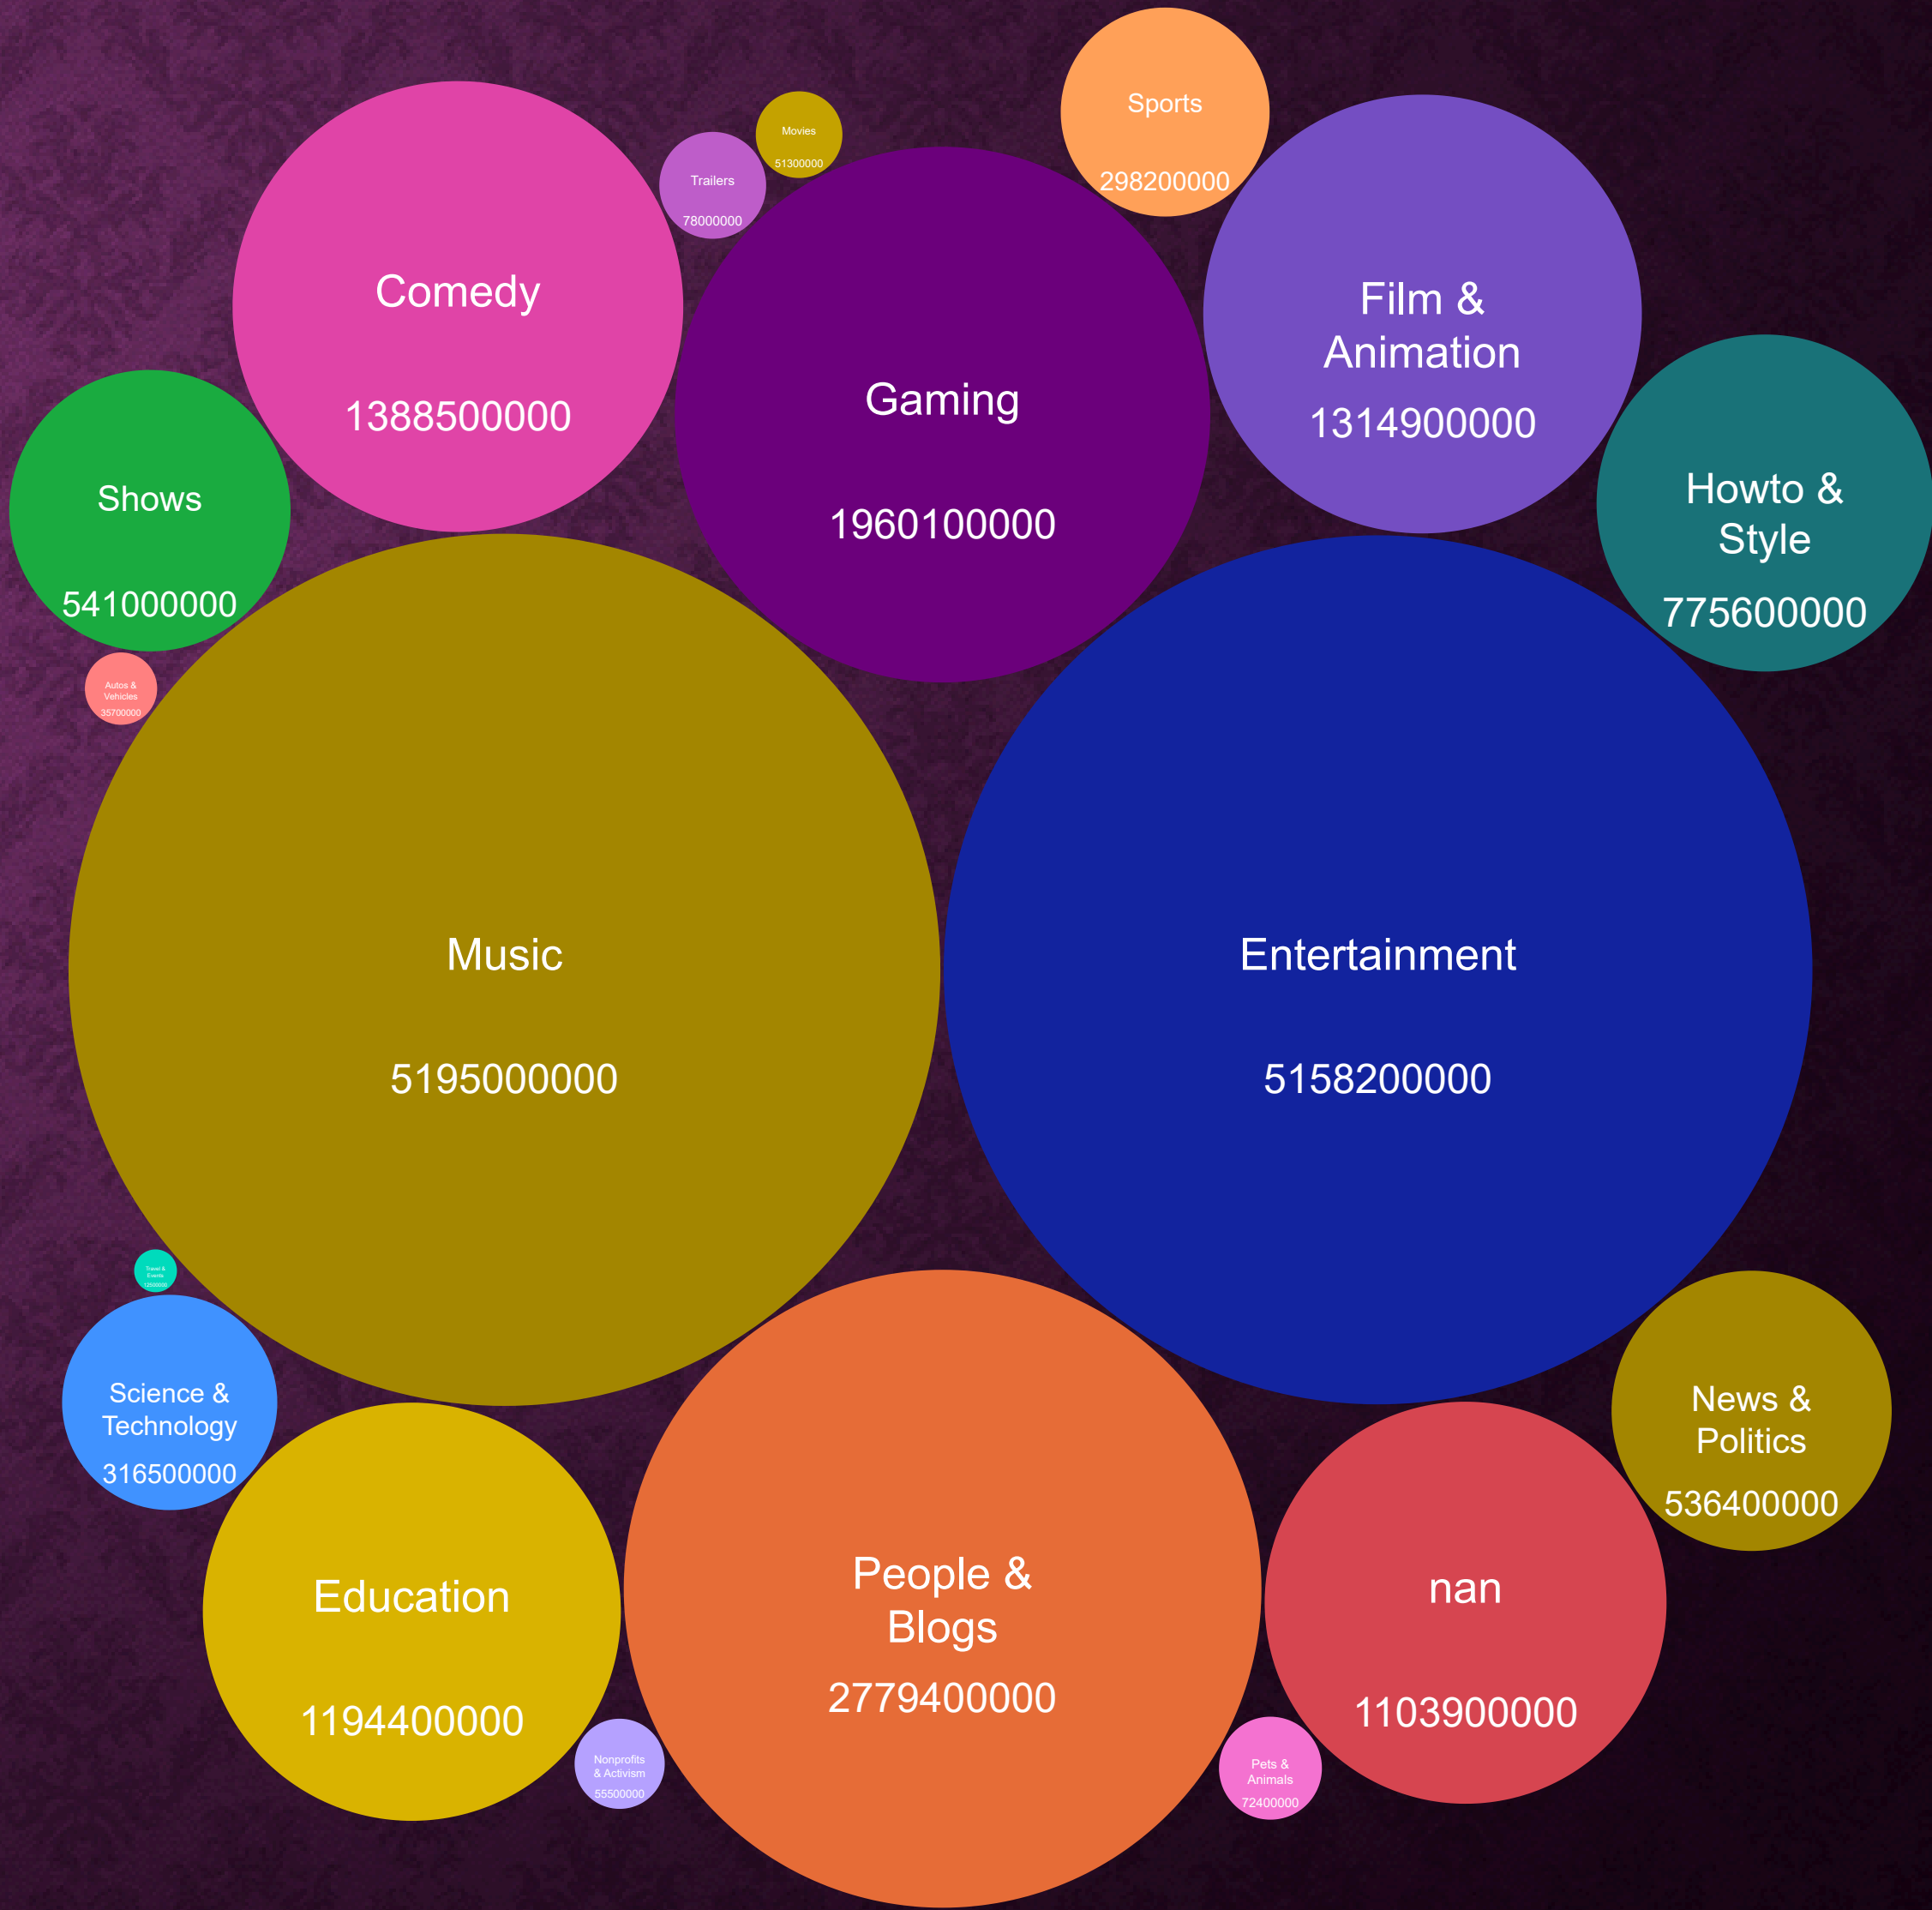 Sports
298200000
Movies
51300000
Trailers
78000000
Comedy
1388500000
Film &
Animation
1314900000
Gaming
1960100000
Howto &
Style
775600000
Shows
541000000
Autos &
Vehicles
35700000
Music
5195000000
Entertainment
5158200000
Travel &
Events
Science &
Technology
316500000
News &
Politics
536400000
Education
1194400000
People &
Blogs
2779400000
nan
1103900000
Nonprofits
& Activism
55500000
Pets &
Animals
72400000